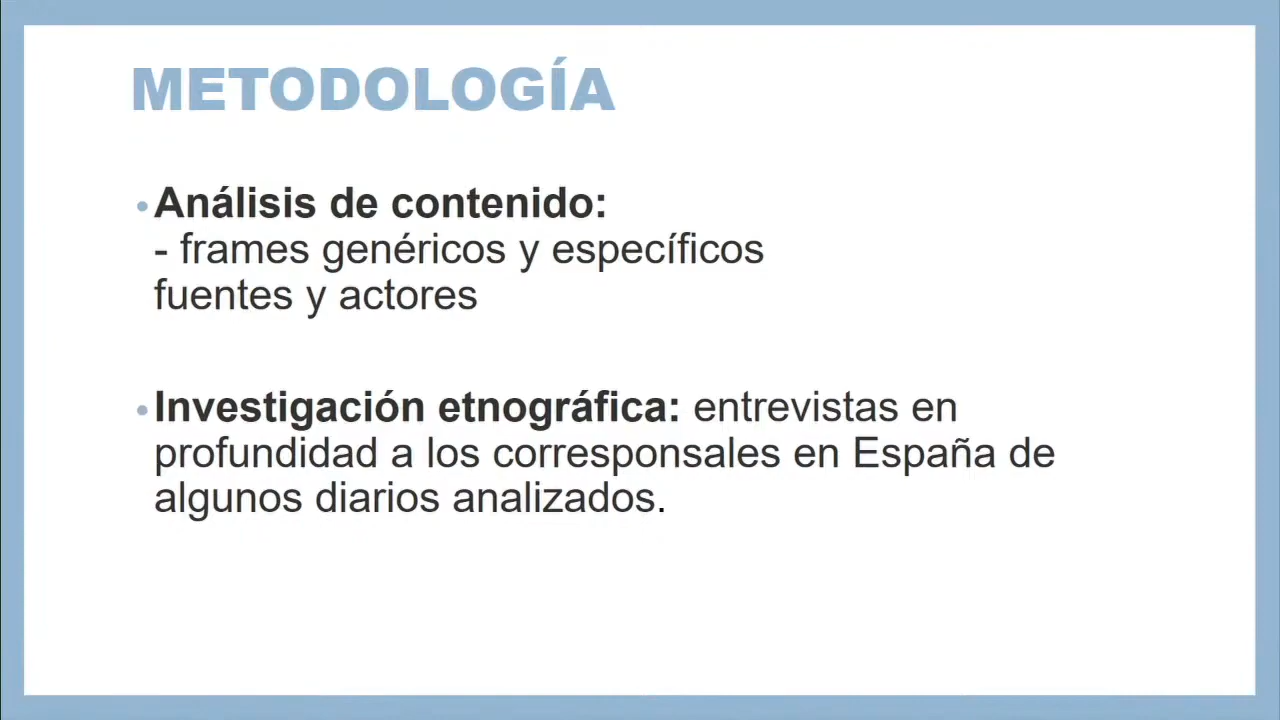 METODOLOGÍA
•Análisis de contenido:
- frames genéricos y específicos
fuentes y actores
•Investigación etnográfica: entrevistas en
profundidad a los corresponsales en España de
algunos diarios analizados.